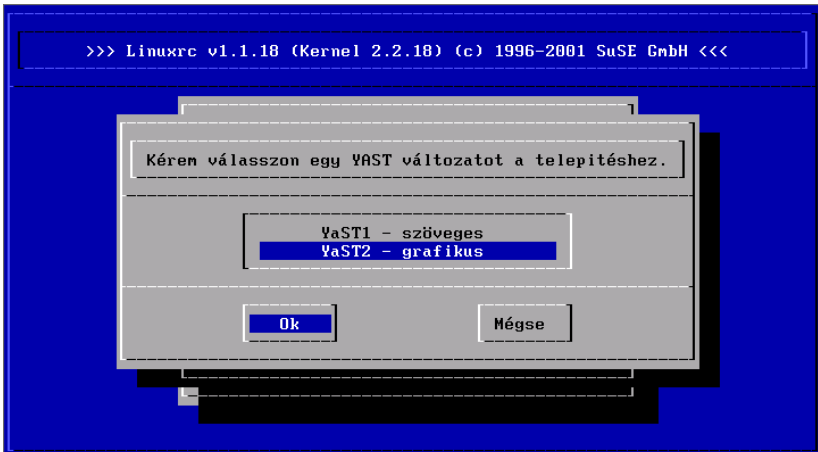 >>> Linuxrc v1.1.18 (Kernel 2.2.18) (c) 1996-2001 SuSE GmbH <<<
Kérem válasszon egy YAST változatot a telepitéshez.
YaST1 - szöveges
YaST2 - grafikus
Ok
Mégse